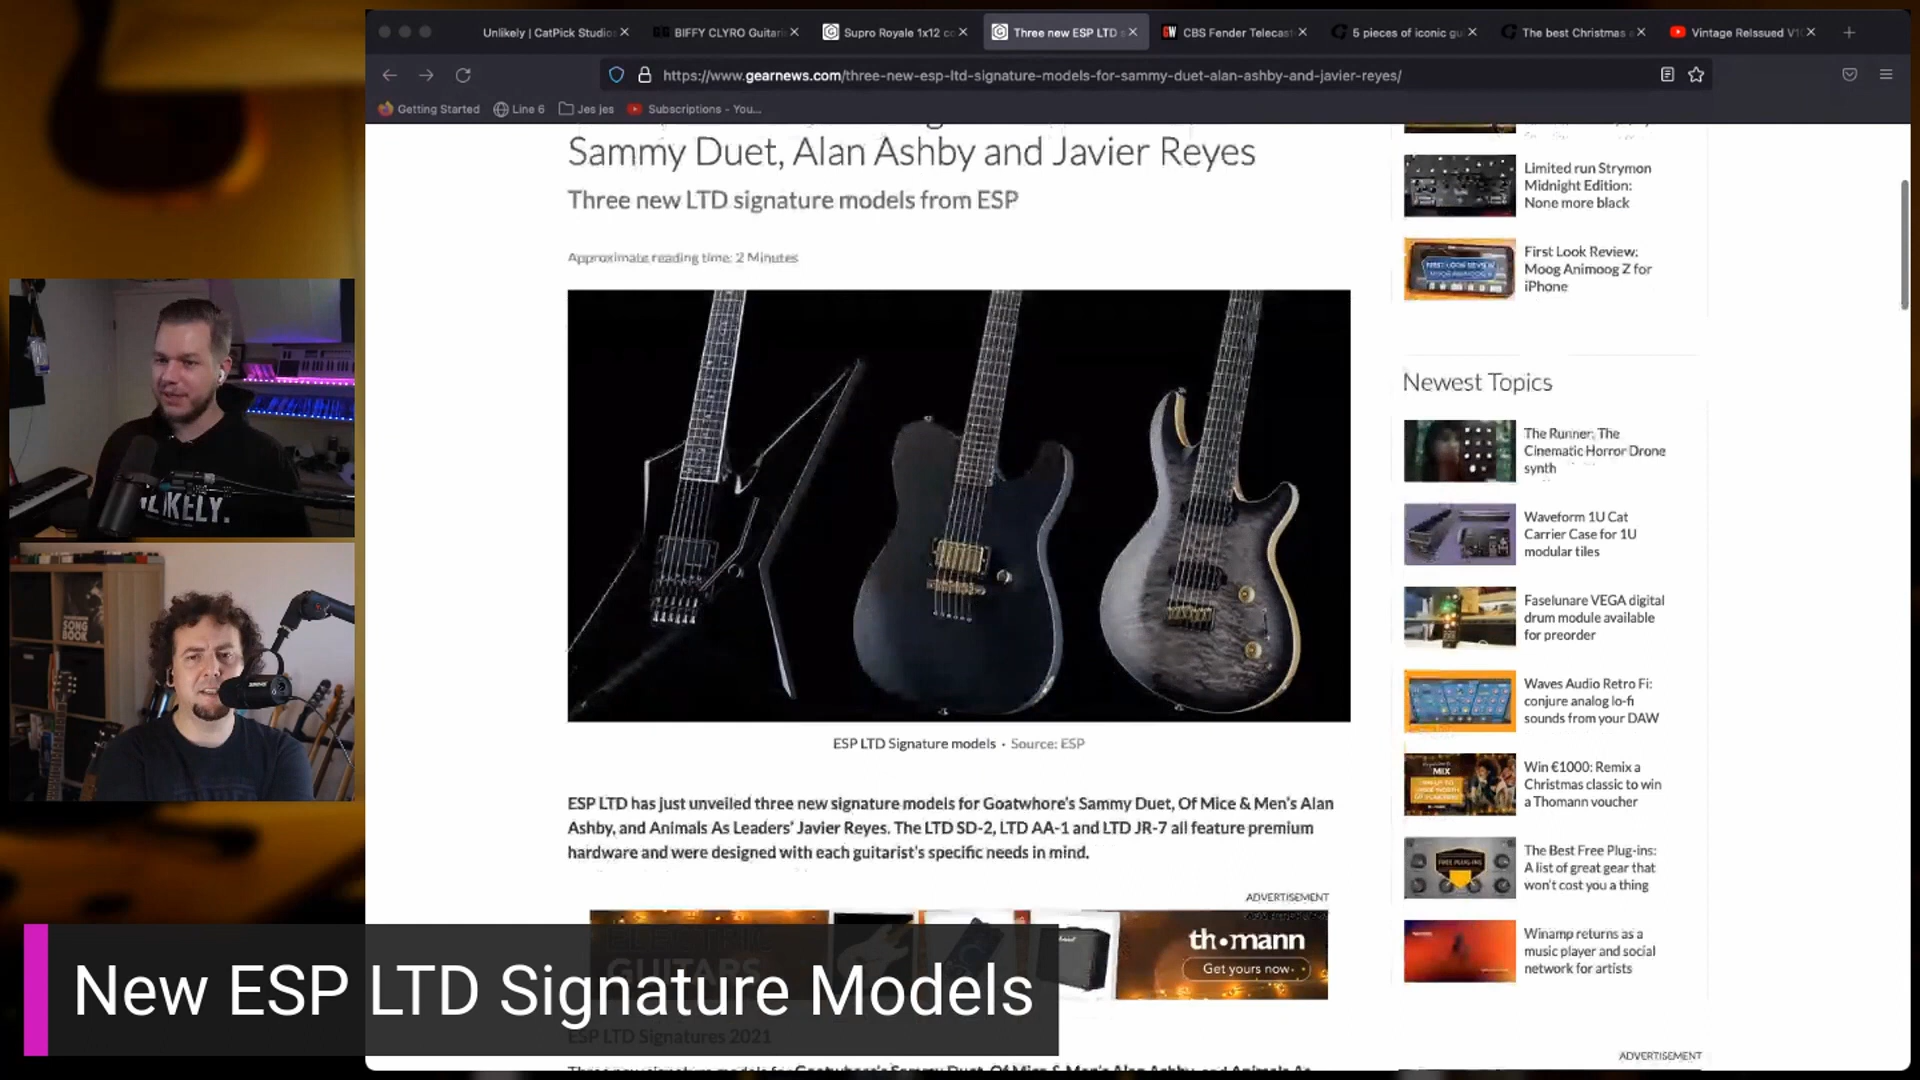 Unlikely | CatPick Studio
BIFFY CLYRO Guitari
Supro Royale 1x12 co
Three new ESP LTD s
CBS Fender Telecast
5 pieces of iconic gu
The best Christmas
Vintage ReIssued V1
https://www.gearnews.com/three-new-esp-ltd-signature-models-for-sammy-duet-alan-ashby-and-javier-reyes/
Getting Started
Line 6
Jes jes
Subscriptions - You...
Sammy Duet, Alan Ashby and Javier Reyes
Three new LTD signature models from ESP
Approximate reading time: 2 Minutes
ESP LTD Signature models • Source: ESP
ESP LTD has just unveiled three new signature models for Goatwhore's Sammy Duet, Of Mice & Men's Alan
Ashby, and Animals As Leaders' Javier Reyes. The LTD SD-2, LTD AA-1 and LTD JR-7 all feature premium
hardware and were designed with each guitarist's specific needs in mind.
ADVERTISEMENT
ELECTRIC
GUITARS
th•mann
Get yours now
ESP LTD Signatures 2021
Limited run Strymon
Midnight Edition:
None more black
First Look Review:
Moog Animoog Z for
iPhone
Newest Topics
The Runner: The
Cinematic Horror Drone
synth
Waveform 1U Cat
Carrier Case for 1U
modular tiles
Faselunare VEGA digital
drum module available
for preorder
Waves Audio Retro Fi:
conjure analog lo-fi
sounds from your DAW
Win €1000: Remix a
Christmas classic to win
a Thomann voucher
The Best Free Plug-ins:
A list of great gear that
won't cost you a thing
Winamp returns as a
music player and social
network for artists
ADVERTISEMENT
SONG
BOOK
New ESP LTD Signature Models